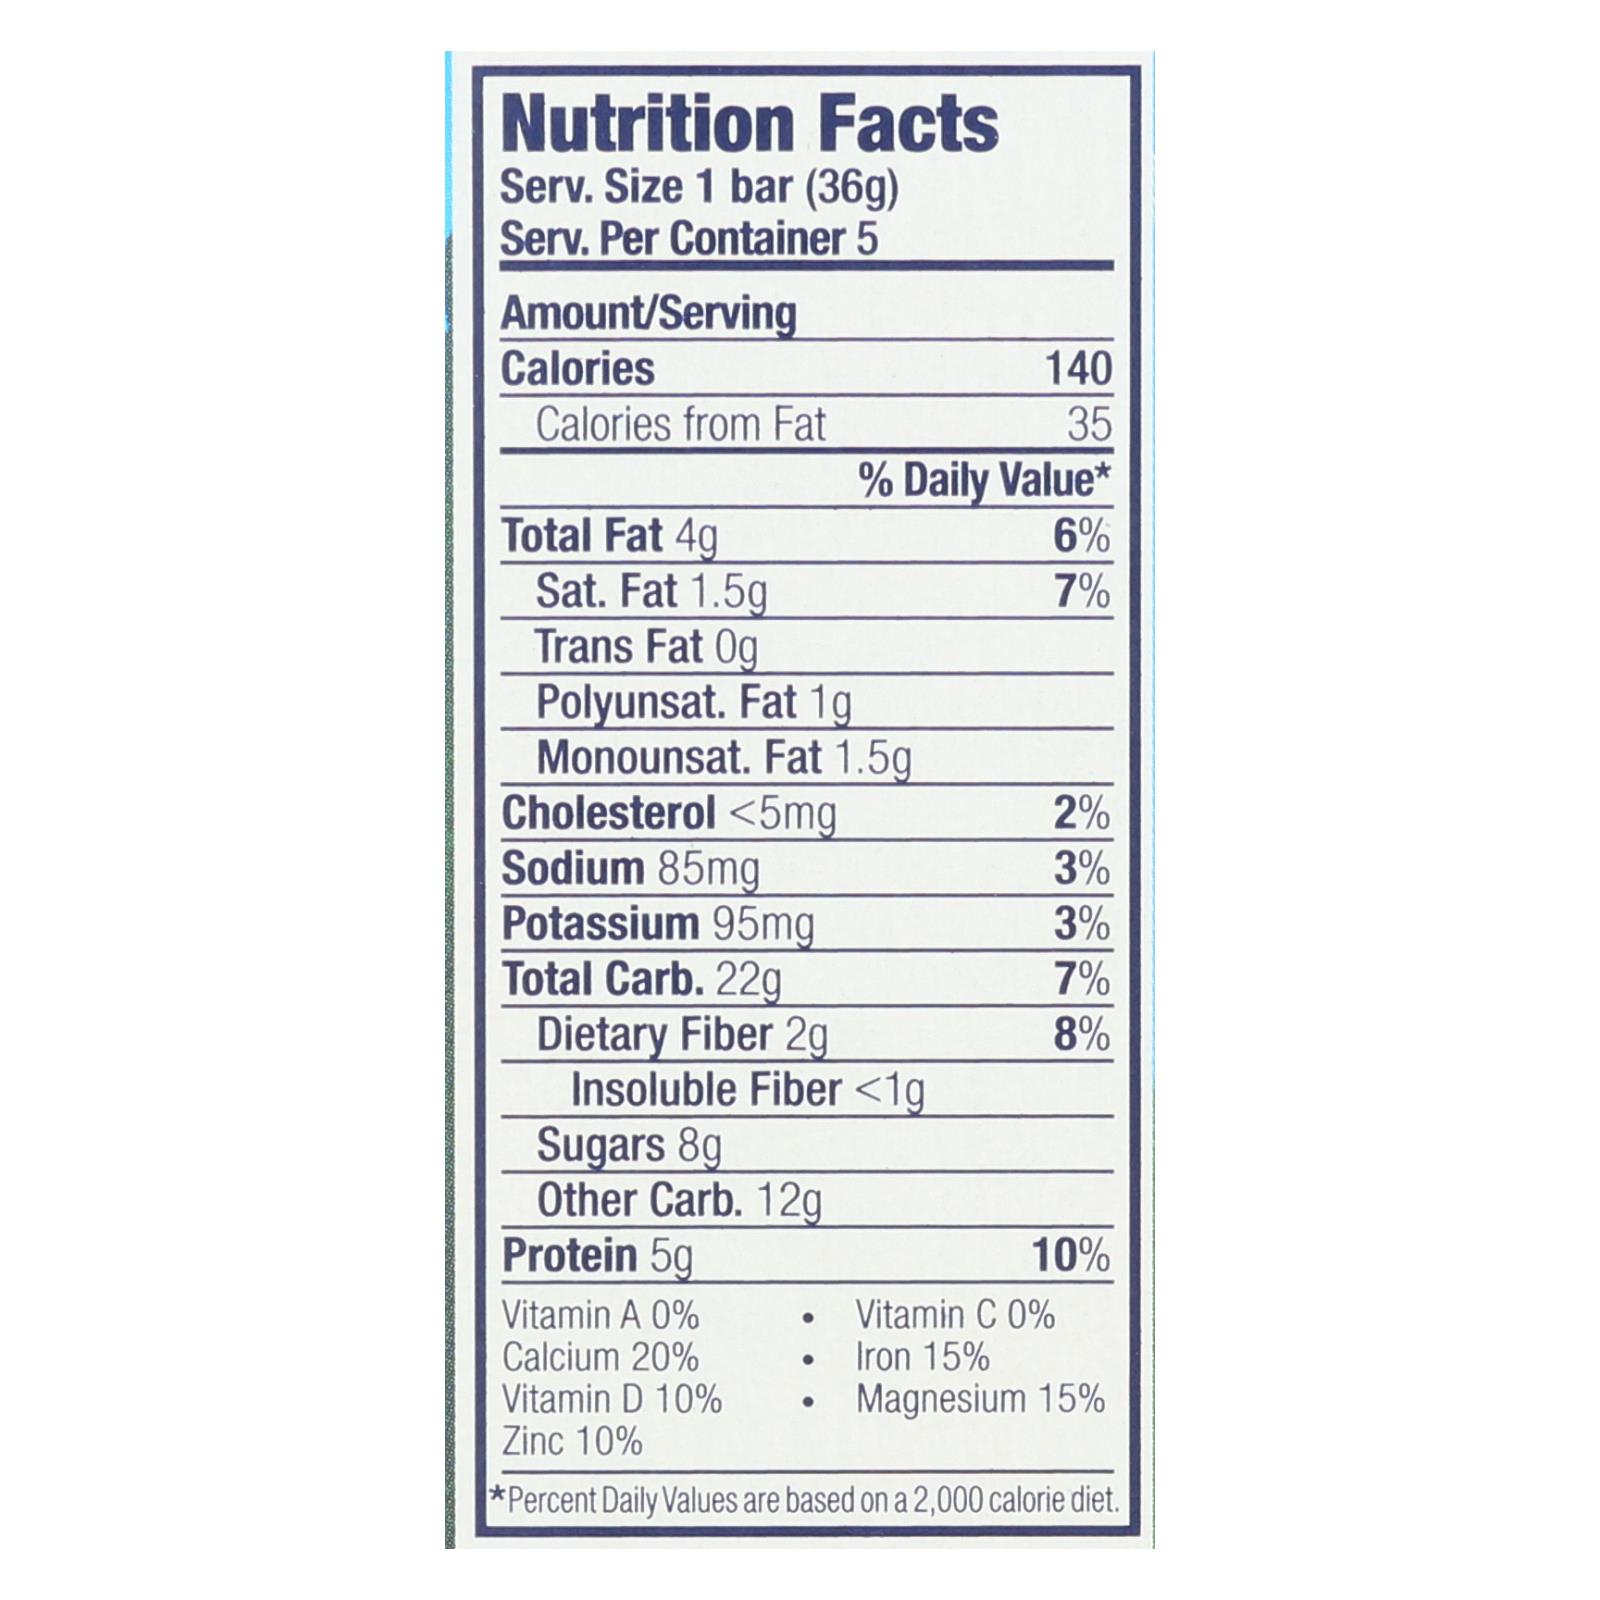 Nutrition Facts
Serv. Size 1 bar (36g)
Serv. Per Container 5
Amount/Serving
Calories 140
Calories from Fat 35
% Daily Value*
Total Fat 4g 6%
Sat. Fat 1.5g 7%
Trans Fat 0g
Polyunsat. Fat 1g
Monounsat. Fat 1.5g
Cholesterol <5mg 2%
Sodium 85mg 3%
Potassium 95mg 3%
Total Carb. 22g 7%
Dietary Fiber 2g 8%
Insoluble Fiber <1g
Sugars 8g
Other Carb. 12g
Protein 5g 10%
Vitamin A 0% • Vitamin C 0%
Calcium 20% • Iron 15%
Vitamin D 10% • Magnesium 15%
Zinc 10%
*Percent Daily Values are based on a 2,000 calorie diet.